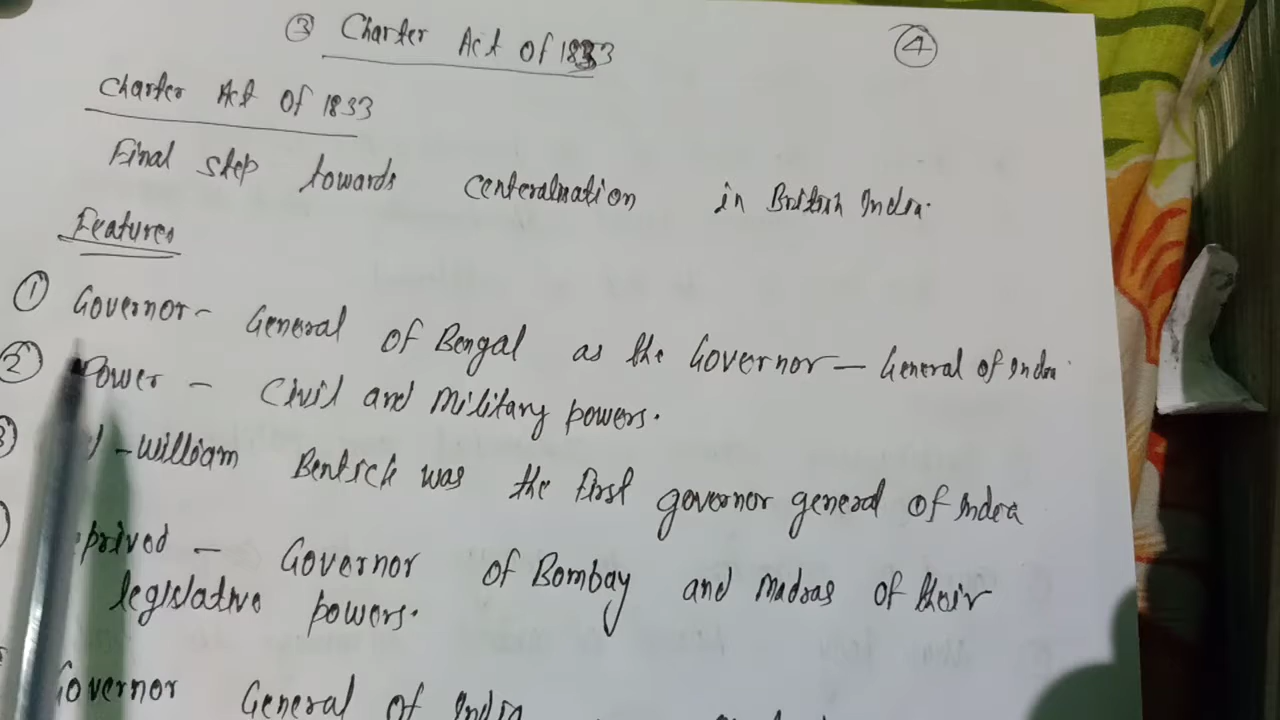 ③ Charter Act of 1833
④
Charter Act of 1833
Final step towards centeralisation in British India.
Features
① Governor- General of Bengal as the Governor - General of India
② Power - Civil and Military powers.
- William Bentick was the first governor general of India
Governor of Bombay and Madras of their
legislative powers.
Governor General of India